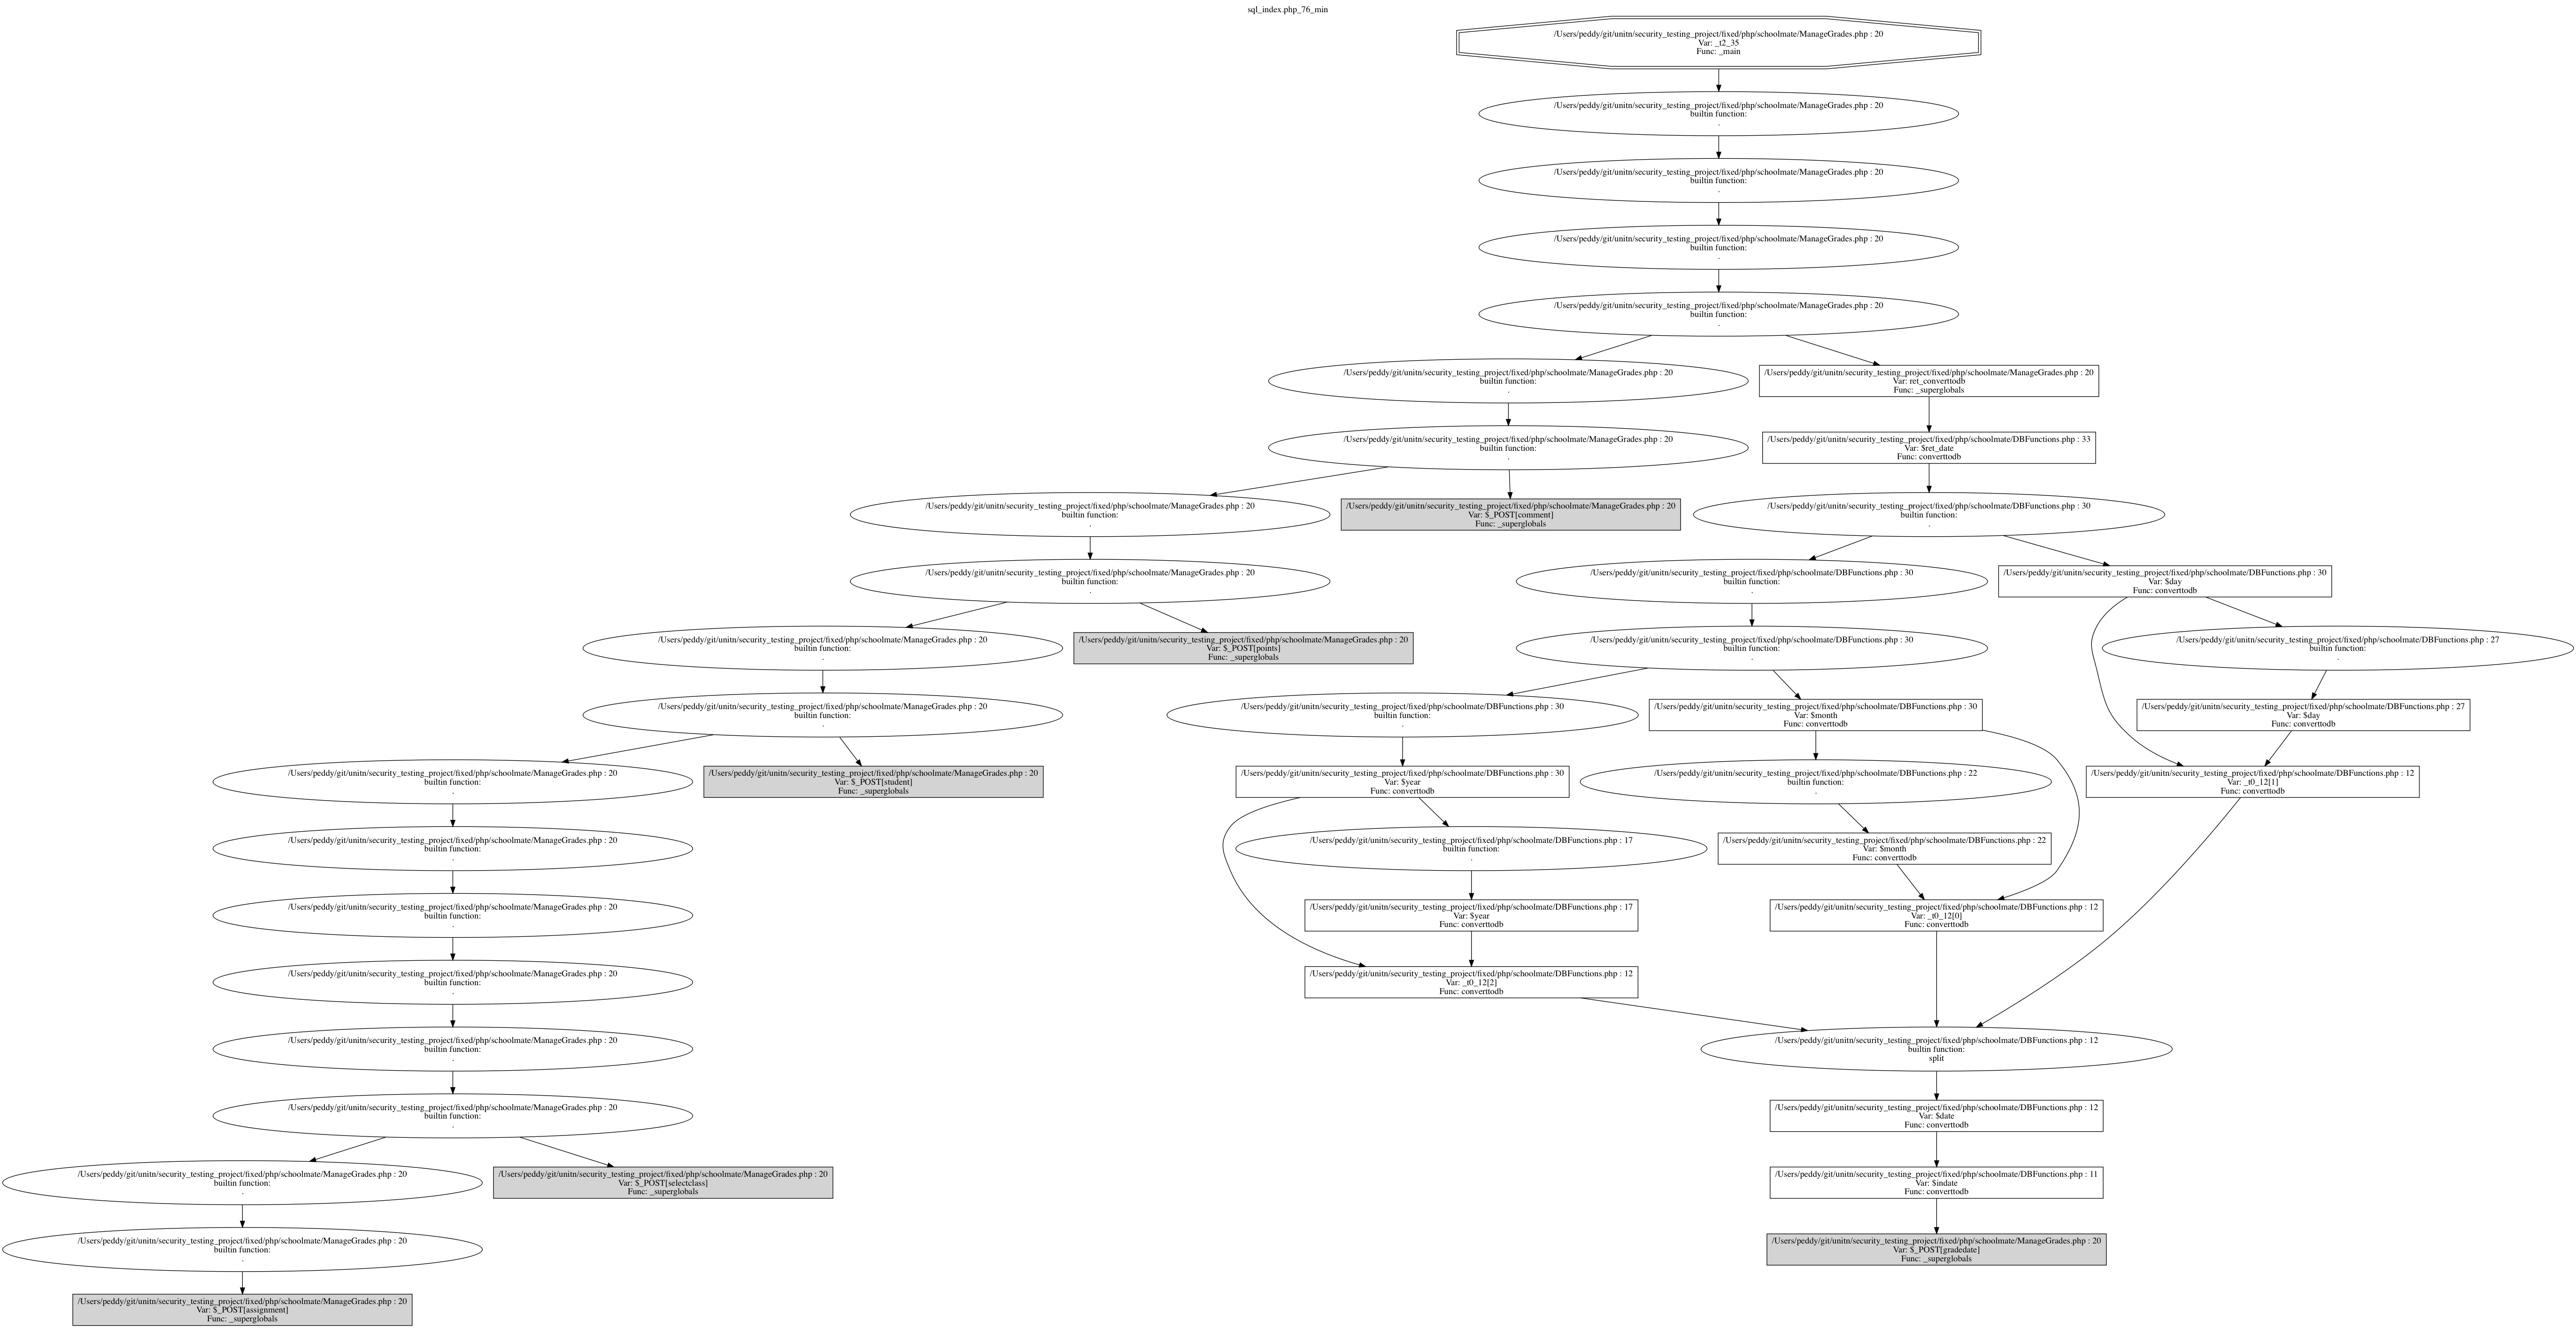 sql_index.php_76_min
/Users/peddy/git/unitn/security_testing_project/fixed/php/schoolmate/ManageGrades.php : 20
Var: _t2_35
Func: _main
/Users/peddy/git/unitn/security_testing_project/fixed/php/schoolmate/ManageGrades.php : 20
builtin function:
.
/Users/peddy/git/unitn/security_testing_project/fixed/php/schoolmate/ManageGrades.php : 20
builtin function:
.
/Users/peddy/git/unitn/security_testing_project/fixed/php/schoolmate/ManageGrades.php : 20
builtin function:
.
/Users/peddy/git/unitn/security_testing_project/fixed/php/schoolmate/ManageGrades.php : 20
builtin function:
.
/Users/peddy/git/unitn/security_testing_project/fixed/php/schoolmate/ManageGrades.php : 20
builtin function:
.
/Users/peddy/git/unitn/security_testing_project/fixed/php/schoolmate/ManageGrades.php : 20
Var: ret_converttodb
Func: _superglobals
/Users/peddy/git/unitn/security_testing_project/fixed/php/schoolmate/ManageGrades.php : 20
builtin function:
.
/Users/peddy/git/unitn/security_testing_project/fixed/php/schoolmate/DBFunctions.php : 33
Var: $ret_date
Func: converttodb
/Users/peddy/git/unitn/security_testing_project/fixed/php/schoolmate/ManageGrades.php : 20
builtin function:
.
/Users/peddy/git/unitn/security_testing_project/fixed/php/schoolmate/ManageGrades.php : 20
Var: $_POST[comment]
Func: _superglobals
/Users/peddy/git/unitn/security_testing_project/fixed/php/schoolmate/DBFunctions.php : 30
builtin function:
.
/Users/peddy/git/unitn/security_testing_project/fixed/php/schoolmate/ManageGrades.php : 20
builtin function:
.
/Users/peddy/git/unitn/security_testing_project/fixed/php/schoolmate/DBFunctions.php : 30
builtin function:
.
/Users/peddy/git/unitn/security_testing_project/fixed/php/schoolmate/DBFunctions.php : 30
Var: $day
Func: converttodb
/Users/peddy/git/unitn/security_testing_project/fixed/php/schoolmate/ManageGrades.php : 20
builtin function:
.
/Users/peddy/git/unitn/security_testing_project/fixed/php/schoolmate/ManageGrades.php : 20
Var: $_POST[points]
Func: _superglobals
/Users/peddy/git/unitn/security_testing_project/fixed/php/schoolmate/DBFunctions.php : 30
builtin function:
.
/Users/peddy/git/unitn/security_testing_project/fixed/php/schoolmate/DBFunctions.php : 27
builtin function:
.
/Users/peddy/git/unitn/security_testing_project/fixed/php/schoolmate/ManageGrades.php : 20
builtin function:
.
/Users/peddy/git/unitn/security_testing_project/fixed/php/schoolmate/DBFunctions.php : 30
builtin function:
.
/Users/peddy/git/unitn/security_testing_project/fixed/php/schoolmate/DBFunctions.php : 30
Var: $month
Func: converttodb
/Users/peddy/git/unitn/security_testing_project/fixed/php/schoolmate/DBFunctions.php : 27
Var: $day
Func: converttodb
/Users/peddy/git/unitn/security_testing_project/fixed/php/schoolmate/ManageGrades.php : 20
builtin function:
.
/Users/peddy/git/unitn/security_testing_project/fixed/php/schoolmate/ManageGrades.php : 20
Var: $_POST[student]
Func: _superglobals
/Users/peddy/git/unitn/security_testing_project/fixed/php/schoolmate/DBFunctions.php : 30
Var: $year
Func: converttodb
/Users/peddy/git/unitn/security_testing_project/fixed/php/schoolmate/DBFunctions.php : 22
builtin function:
.
/Users/peddy/git/unitn/security_testing_project/fixed/php/schoolmate/DBFunctions.php : 12
Var: _t0_12[1]
Func: converttodb
/Users/peddy/git/unitn/security_testing_project/fixed/php/schoolmate/ManageGrades.php : 20
builtin function:
.
/Users/peddy/git/unitn/security_testing_project/fixed/php/schoolmate/DBFunctions.php : 17
builtin function:
.
/Users/peddy/git/unitn/security_testing_project/fixed/php/schoolmate/DBFunctions.php : 22
Var: $month
Func: converttodb
/Users/peddy/git/unitn/security_testing_project/fixed/php/schoolmate/ManageGrades.php : 20
builtin function:
.
/Users/peddy/git/unitn/security_testing_project/fixed/php/schoolmate/DBFunctions.php : 17
Var: $year
Func: converttodb
/Users/peddy/git/unitn/security_testing_project/fixed/php/schoolmate/DBFunctions.php : 12
Var: _t0_12[0]
Func: converttodb
/Users/peddy/git/unitn/security_testing_project/fixed/php/schoolmate/ManageGrades.php : 20
builtin function:
.
/Users/peddy/git/unitn/security_testing_project/fixed/php/schoolmate/DBFunctions.php : 12
Var: _t0_12[2]
Func: converttodb
/Users/peddy/git/unitn/security_testing_project/fixed/php/schoolmate/ManageGrades.php : 20
builtin function:
.
/Users/peddy/git/unitn/security_testing_project/fixed/php/schoolmate/DBFunctions.php : 12
builtin function:
split
/Users/peddy/git/unitn/security_testing_project/fixed/php/schoolmate/ManageGrades.php : 20
builtin function:
.
/Users/peddy/git/unitn/security_testing_project/fixed/php/schoolmate/DBFunctions.php : 12
Var: $date
Func: converttodb
/Users/peddy/git/unitn/security_testing_project/fixed/php/schoolmate/ManageGrades.php : 20
builtin function:
.
/Users/peddy/git/unitn/security_testing_project/fixed/php/schoolmate/ManageGrades.php : 20
Var: $_POST[selectclass]
Func: _superglobals
/Users/peddy/git/unitn/security_testing_project/fixed/php/schoolmate/DBFunctions.php : 11
Var: $indate
Func: converttodb
/Users/peddy/git/unitn/security_testing_project/fixed/php/schoolmate/ManageGrades.php : 20
builtin function:
.
/Users/peddy/git/unitn/security_testing_project/fixed/php/schoolmate/ManageGrades.php : 20
Var: $_POST[gradedate]
Func: _superglobals
/Users/peddy/git/unitn/security_testing_project/fixed/php/schoolmate/ManageGrades.php : 20
Var: $_POST[assignment]
Func: _superglobals